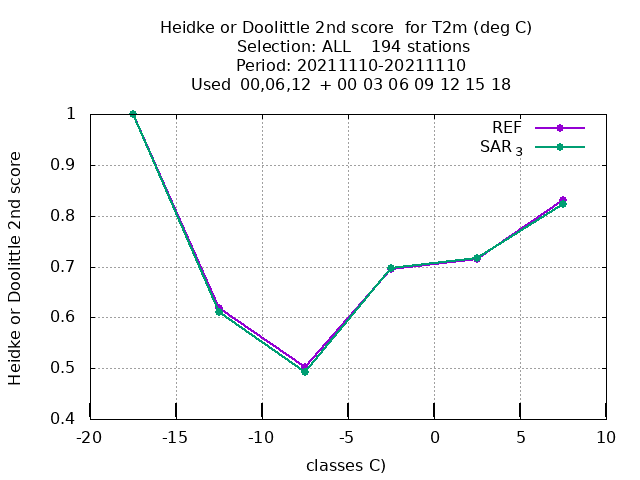 Heidke or Doolittle 2nd score  for T2m (deg C)
Selection: ALL    194 stations
Period: 20211110-20211110
Used  00,06,12  + 00 03 06 09 12 15 18
REF
SAR 3
1
0.9
0.8
0.7
0.6
0.5
0.4
Heidke or Doolittle 2nd score
-20 -15 -10 -5 0 5 10
classes C)